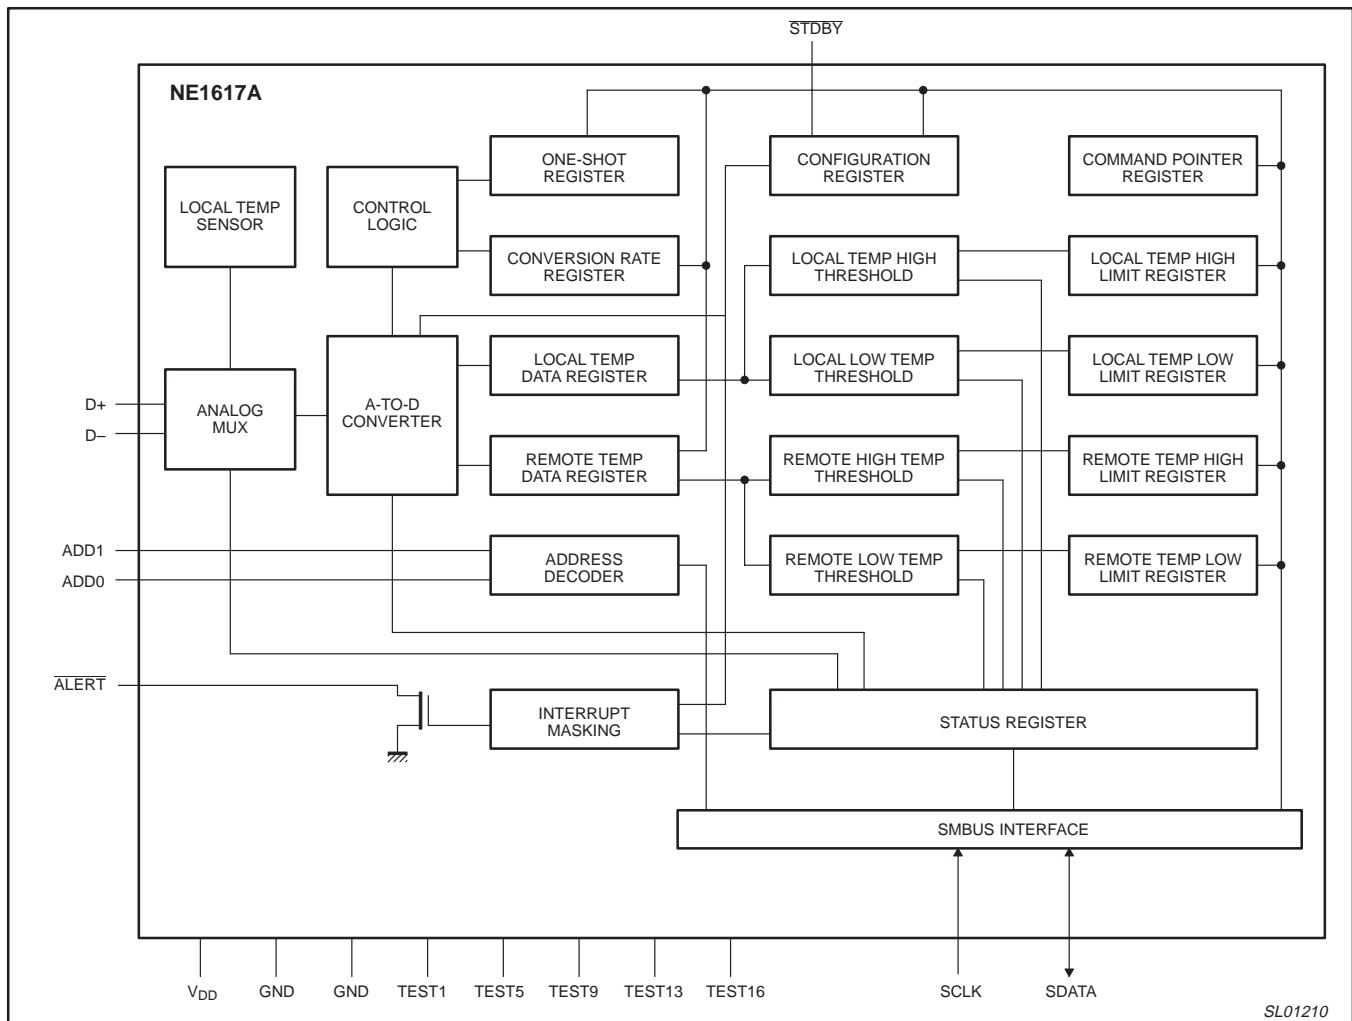 STDBY
NE1617A
ONE-SHOT
REGISTER
CONFIGURATION
REGISTER
COMMAND POINTER
REGISTER
LOCAL TEMP
SENSOR
CONTROL
LOGIC
CONVERSION RATE
REGISTER
LOCAL TEMP HIGH
THRESHOLD
LOCAL TEMP HIGH
LIMIT REGISTER
LOCAL TEMP
DATA REGISTER
LOCAL LOW TEMP
THRESHOLD
LOCAL TEMP LOW
LIMIT REGISTER
D+
D–
ANALOG
MUX
A-TO-D
CONVERTER
REMOTE TEMP
DATA REGISTER
REMOTE HIGH TEMP
THRESHOLD
REMOTE TEMP HIGH
LIMIT REGISTER
ADD1
ADD0
ADDRESS
DECODER
REMOTE LOW TEMP
THRESHOLD
REMOTE TEMP LOW
LIMIT REGISTER
ALERT
INTERRUPT
MASKING
STATUS REGISTER
SMBUS INTERFACE
VDD
GND
GND
TEST1
TEST5
TEST9
TEST13
TEST16
SCLK
SDATA
SL01210